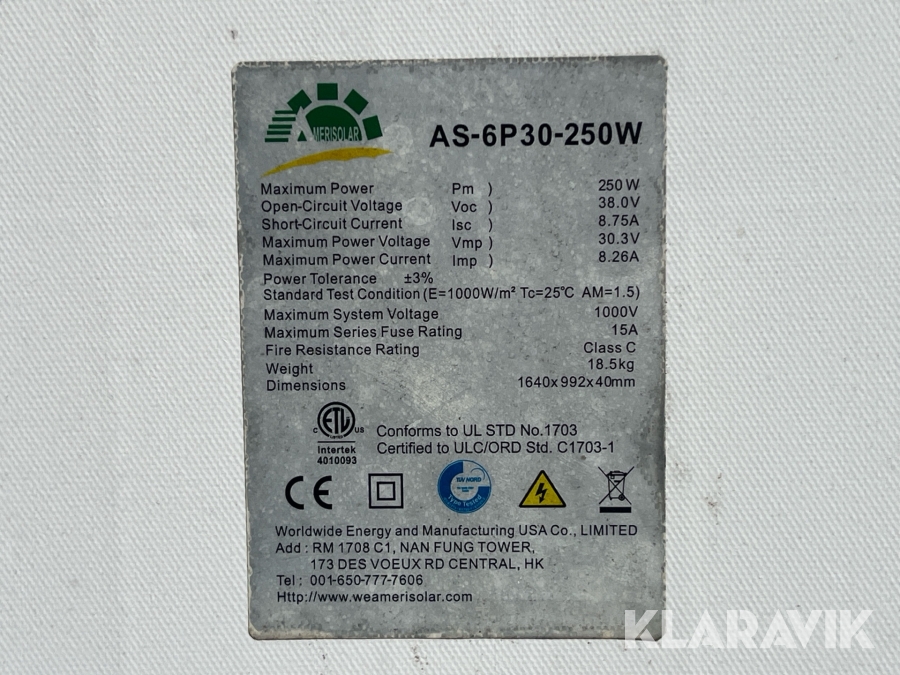 AMERISOLAR
AS-6P30-250W
Maximum Power Pm ) 250 W
Open-Circuit Voltage Voc ) 38.0V
Short-Circuit Current Isc ) 8.75A
Maximum Power Voltage Vmp ) 30.3V
Maximum Power Current Imp ) 8.26A
Power Tolerance ±3%
Standard Test Condition (E=1000W/m² Tc=25℃ AM=1.5)
Maximum System Voltage 1000V
Maximum Series Fuse Rating 15A
Fire Resistance Rating Class C
Weight 18.5kg
Dimensions 1640x992x40mm
ETL
C US
Intertek
4010093
Conforms to UL STD No.1703
Certified to ULC/ORD Std. C1703-1
CE
TÜV NORD
Type Tested
Worldwide Energy and Manufacturing USA Co., LIMITED
Add : RM 1708 C1, NAN FUNG TOWER,
173 DES VOEUX RD CENTRAL, HK
Tel : 001-650-777-7606
Http://www.weamerisolar.com
KLARAVIK